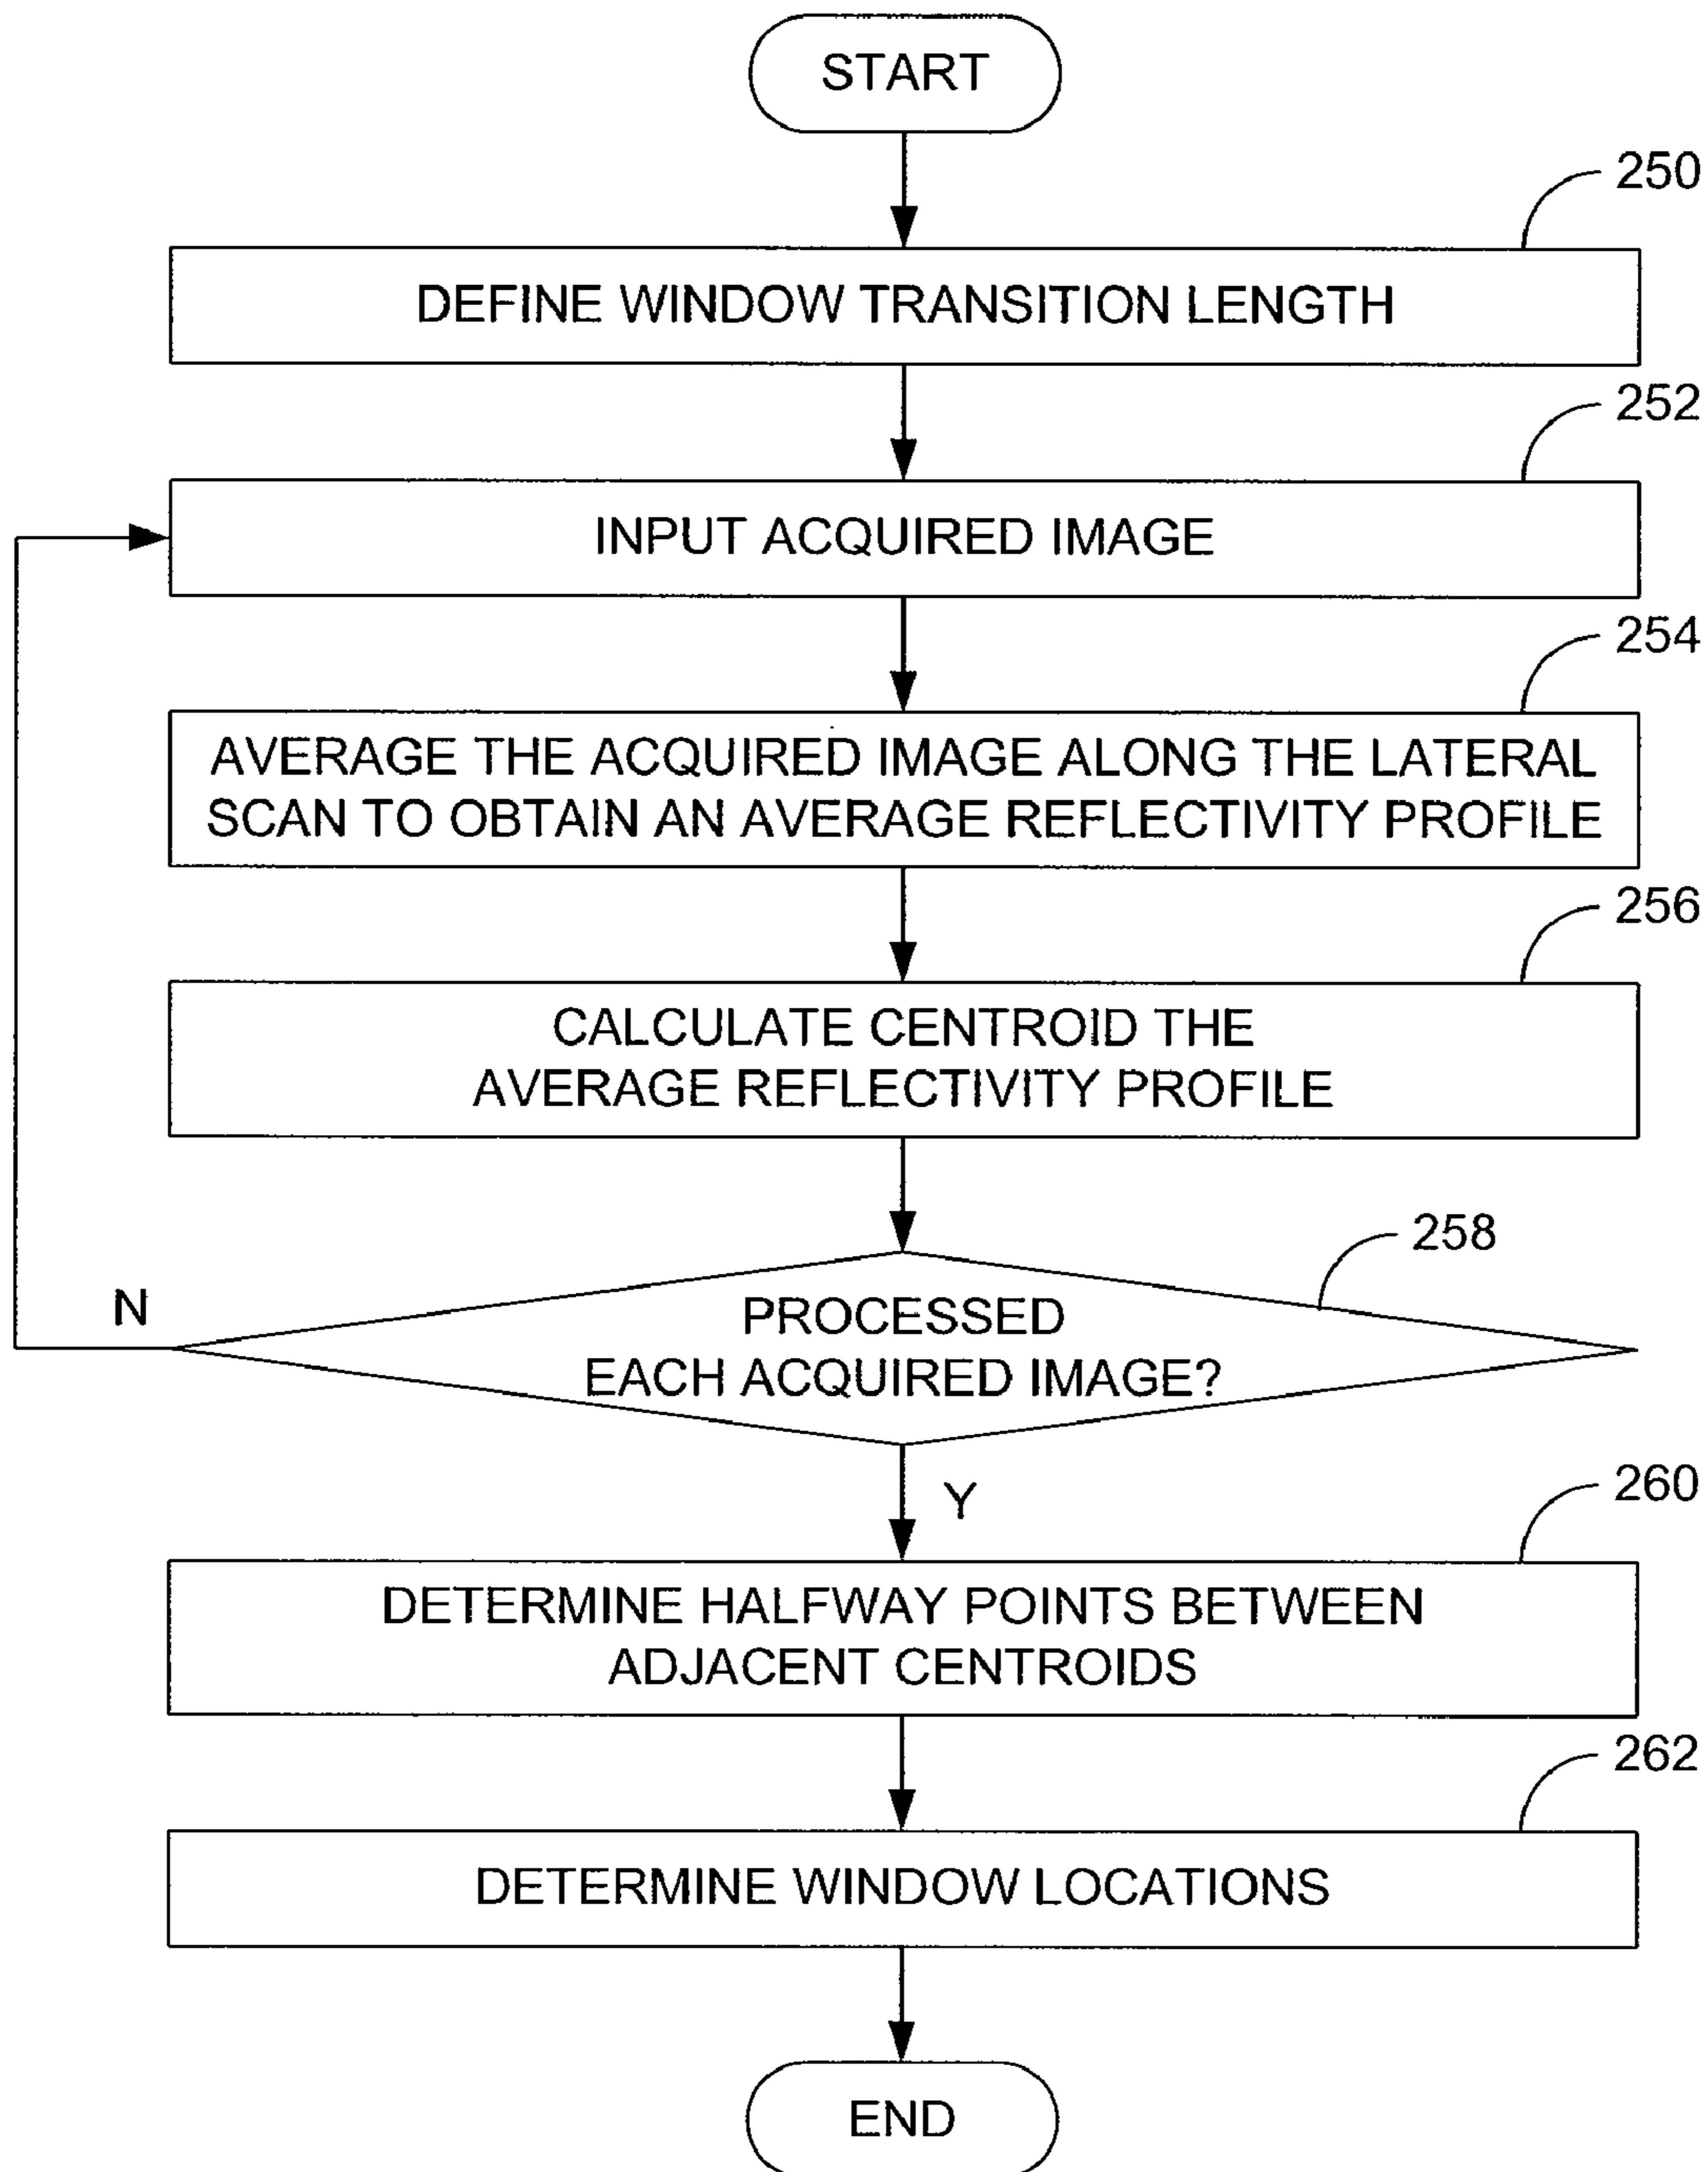 START
250
DEFINE WINDOW TRANSITION LENGTH
252
INPUT ACQUIRED IMAGE
254
AVERAGE THE ACQUIRED IMAGE ALONG THE LATERAL
SCAN TO OBTAIN AN AVERAGE REFLECTIVITY PROFILE
256
CALCULATE CENTROID THE
AVERAGE REFLECTIVITY PROFILE
258
N
PROCESSED
EACH ACQUIRED IMAGE?
Y
260
DETERMINE HALFWAY POINTS BETWEEN
ADJACENT CENTROIDS
262
DETERMINE WINDOW LOCATIONS
END